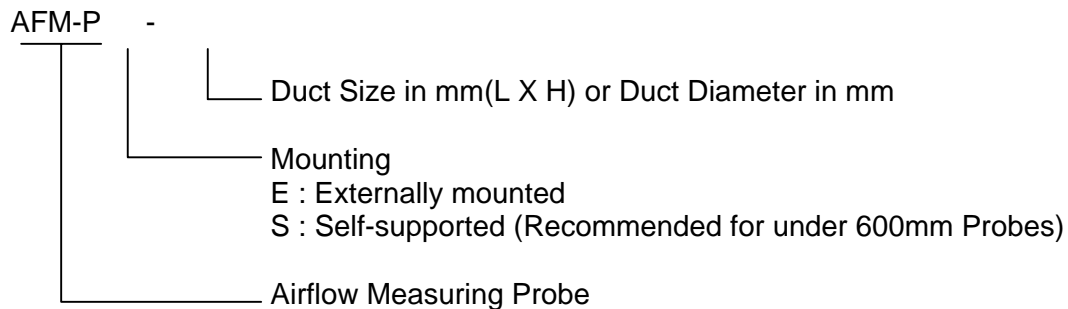 AFM-P -
Duct Size in mm(L X H) or Duct Diameter in mm
Mounting
E : Externally mounted
S : Self-supported (Recommended for under 600mm Probes)
Airflow Measuring Probe